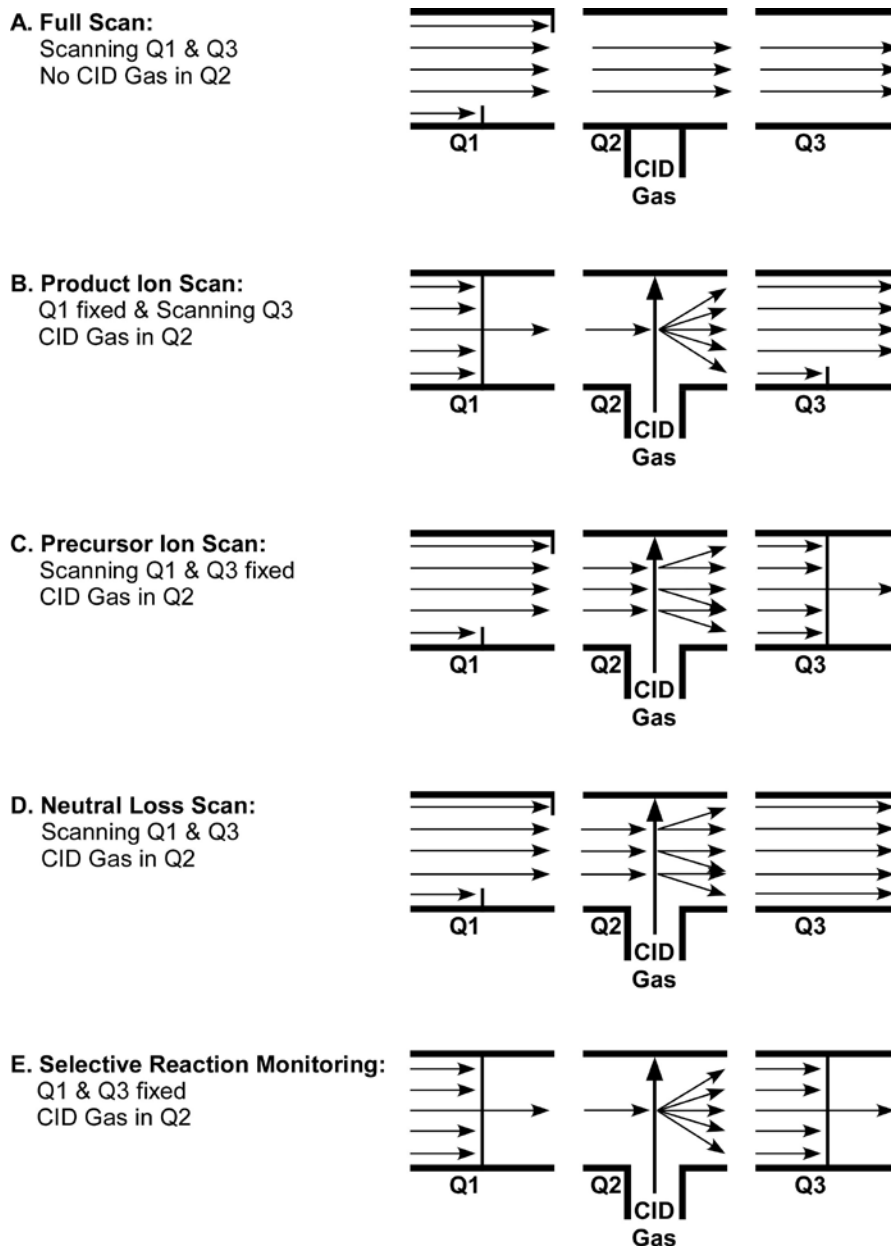 A. Full Scan:
Scanning Q1 & Q3
No CID Gas in Q2
Q1
Q2
CID
Gas
Q3
B. Product Ion Scan:
Q1 fixed & Scanning Q3
CID Gas in Q2
Q1
Q2
CID
Gas
Q3
C. Precursor Ion Scan:
Scanning Q1 & Q3 fixed
CID Gas in Q2
Q1
Q2
CID
Gas
Q3
D. Neutral Loss Scan:
Scanning Q1 & Q3
CID Gas in Q2
Q1
Q2
CID
Gas
Q3
E. Selective Reaction Monitoring:
Q1 & Q3 fixed
CID Gas in Q2
Q1
Q2
CID
Gas
Q3